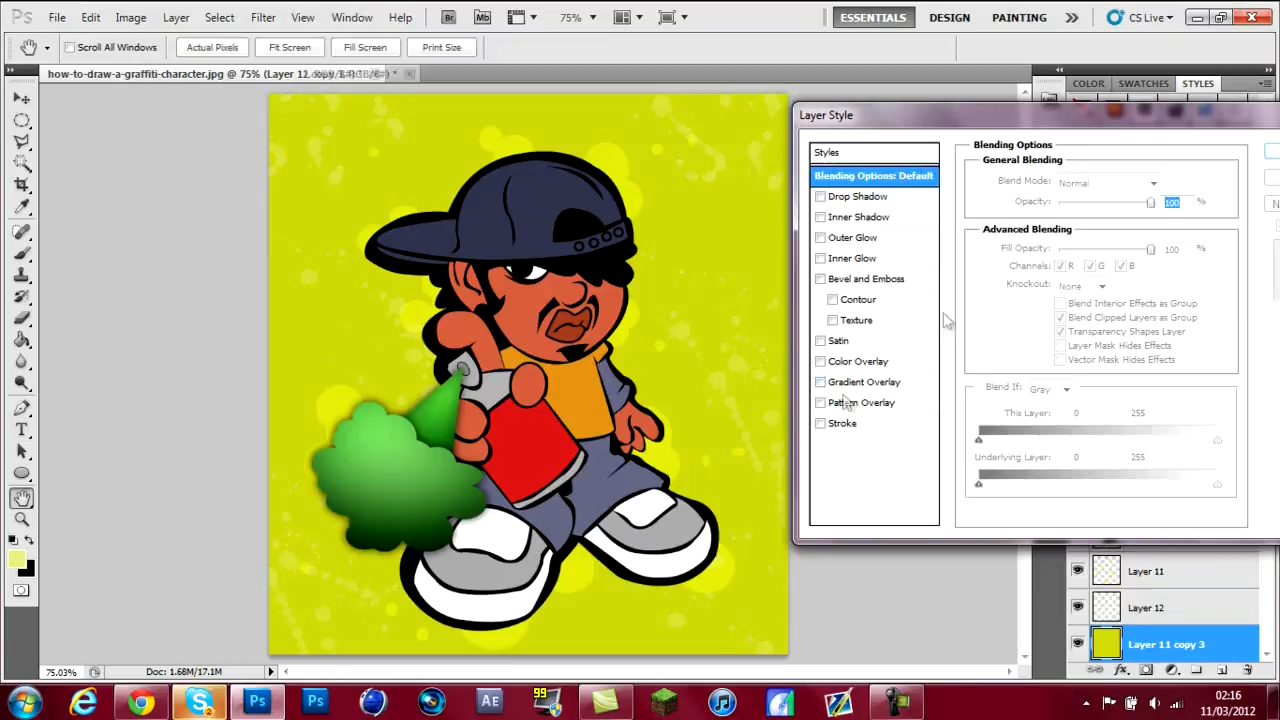 Ps File Edit Image Layer Select Filter View Window Help Br Mb 75% ESSENTIALS DESIGN PAINTING CS Live
Scroll All Windows Actual Pixels Fit Screen Fill Screen Print Size
how-to-draw-a-graffiti-character.jpg @ 75% (Layer 12
COLOR SWATCHES STYLES
Layer Style
Styles
Blending Options: Default
Drop Shadow
Inner Shadow
Outer Glow
Inner Glow
Bevel and Emboss
Contour
Texture
Satin
Color Overlay
Gradient Overlay
Pattern Overlay
Stroke
Blending Options
General Blending
Blend Mode: Normal
Opacity: 100 %
Advanced Blending
Fill Opacity: 100 %
Channels: R G B
Knockout: None
Blend Interior Effects as Group
Blend Clipped Layers as Group
Transparency Shapes Layer
Layer Mask Hides Effects
Vector Mask Hides Effects
Blend If: Gray
This Layer: 0 255
Underlying Layer: 0 255
Layer 11
Layer 12
Layer 11 copy 3
75.03% Doc: 1.68M/17.1M
Ps Ps AE 99
02:16
11/03/2012